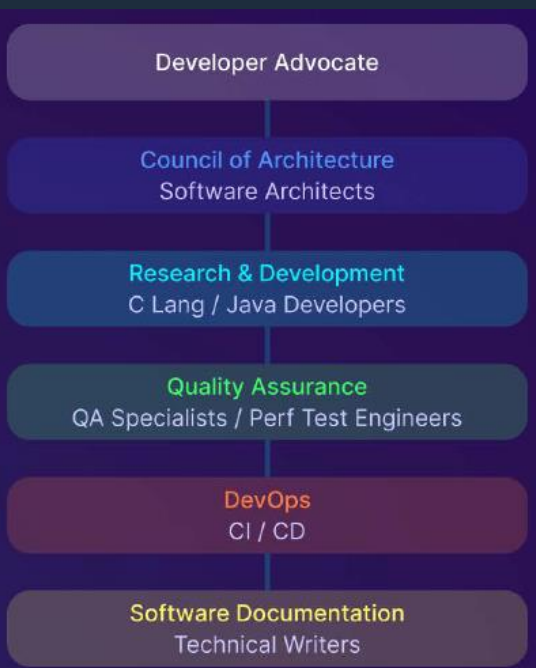 Developer Advocate
Council of Architecture
Software Architects
Research & Development
C Lang / Java Developers
Quality Assurance
QA Specialists / Perf Test Engineers
DevOps
CI / CD
Software Documentation
Technical Writers